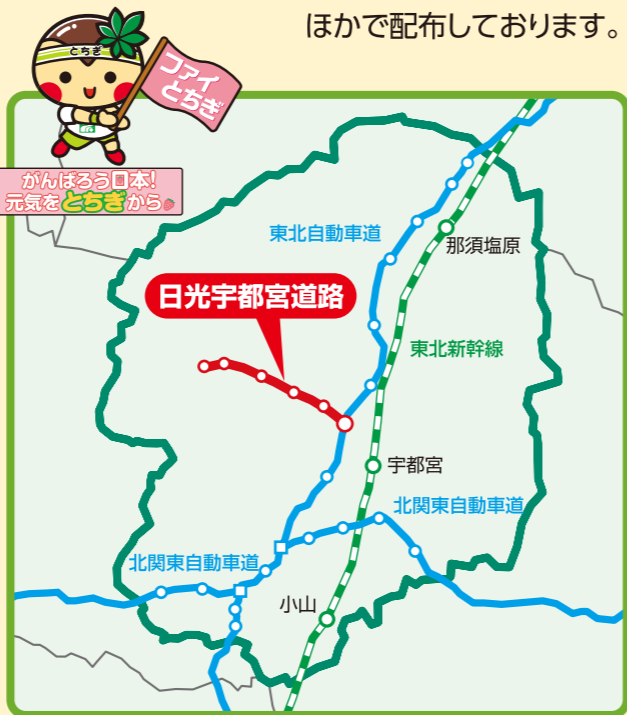 ほかで配布しております。
とちぎ
ファイ
とちぎ
がんばろう日本!
元気をとちぎから
東北自動車道
那須塩原
日光宇都宮道路
東北新幹線
宇都宮
北関東自動車道
北関東自動車道
小山